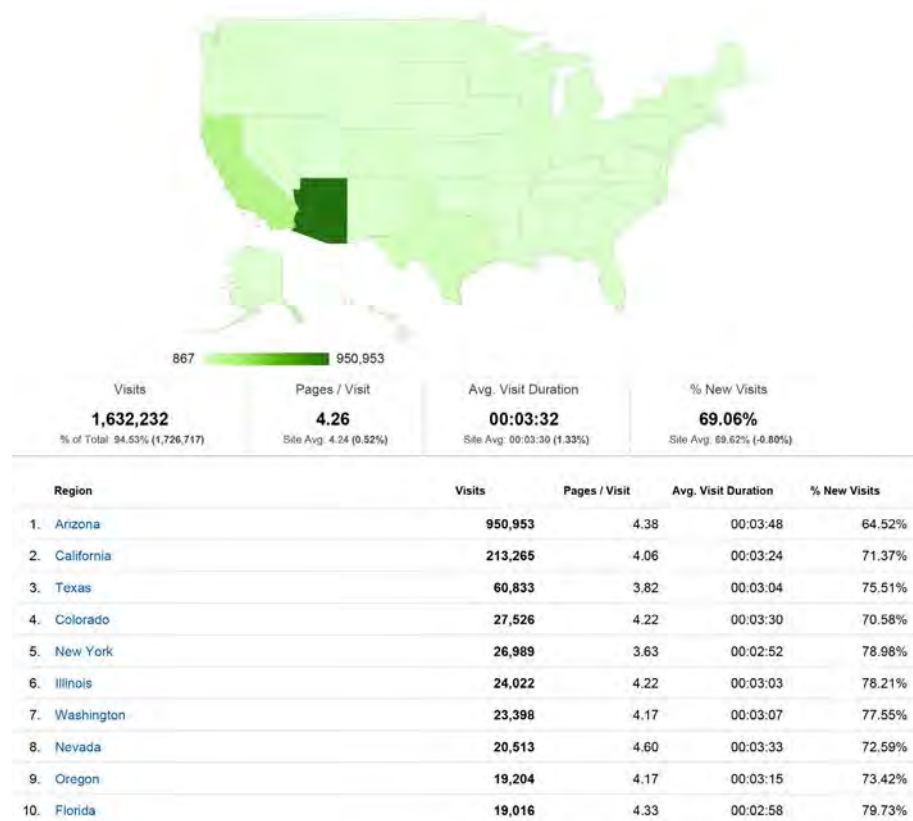 867 950,953
Visits Pages / Visit Avg. Visit Duration % New Visits
1,632,232 4.26 00:03:32 69.06%
% of Total: 94.53% (1,726,717) Site Avg: 4.24 (0.52%) Site Avg: 00:03:30 (1.33%) Site Avg: 69.62% (-0.80%)
Region Visits Pages / Visit Avg. Visit Duration % New Visits
1. Arizona 950,953 4.38 00:03:48 64.52%
2. California 213,265 4.06 00:03:24 71.37%
3. Texas 60,833 3.82 00:03:04 75.51%
4. Colorado 27,526 4.22 00:03:30 70.58%
5. New York 26,989 3.63 00:02:52 78.98%
6. Illinois 24,022 4.22 00:03:03 78.21%
7. Washington 23,398 4.17 00:03:07 77.55%
8. Nevada 20,513 4.60 00:03:33 72.59%
9. Oregon 19,204 4.17 00:03:15 73.42%
10. Florida 19,016 4.33 00:02:58 79.73%